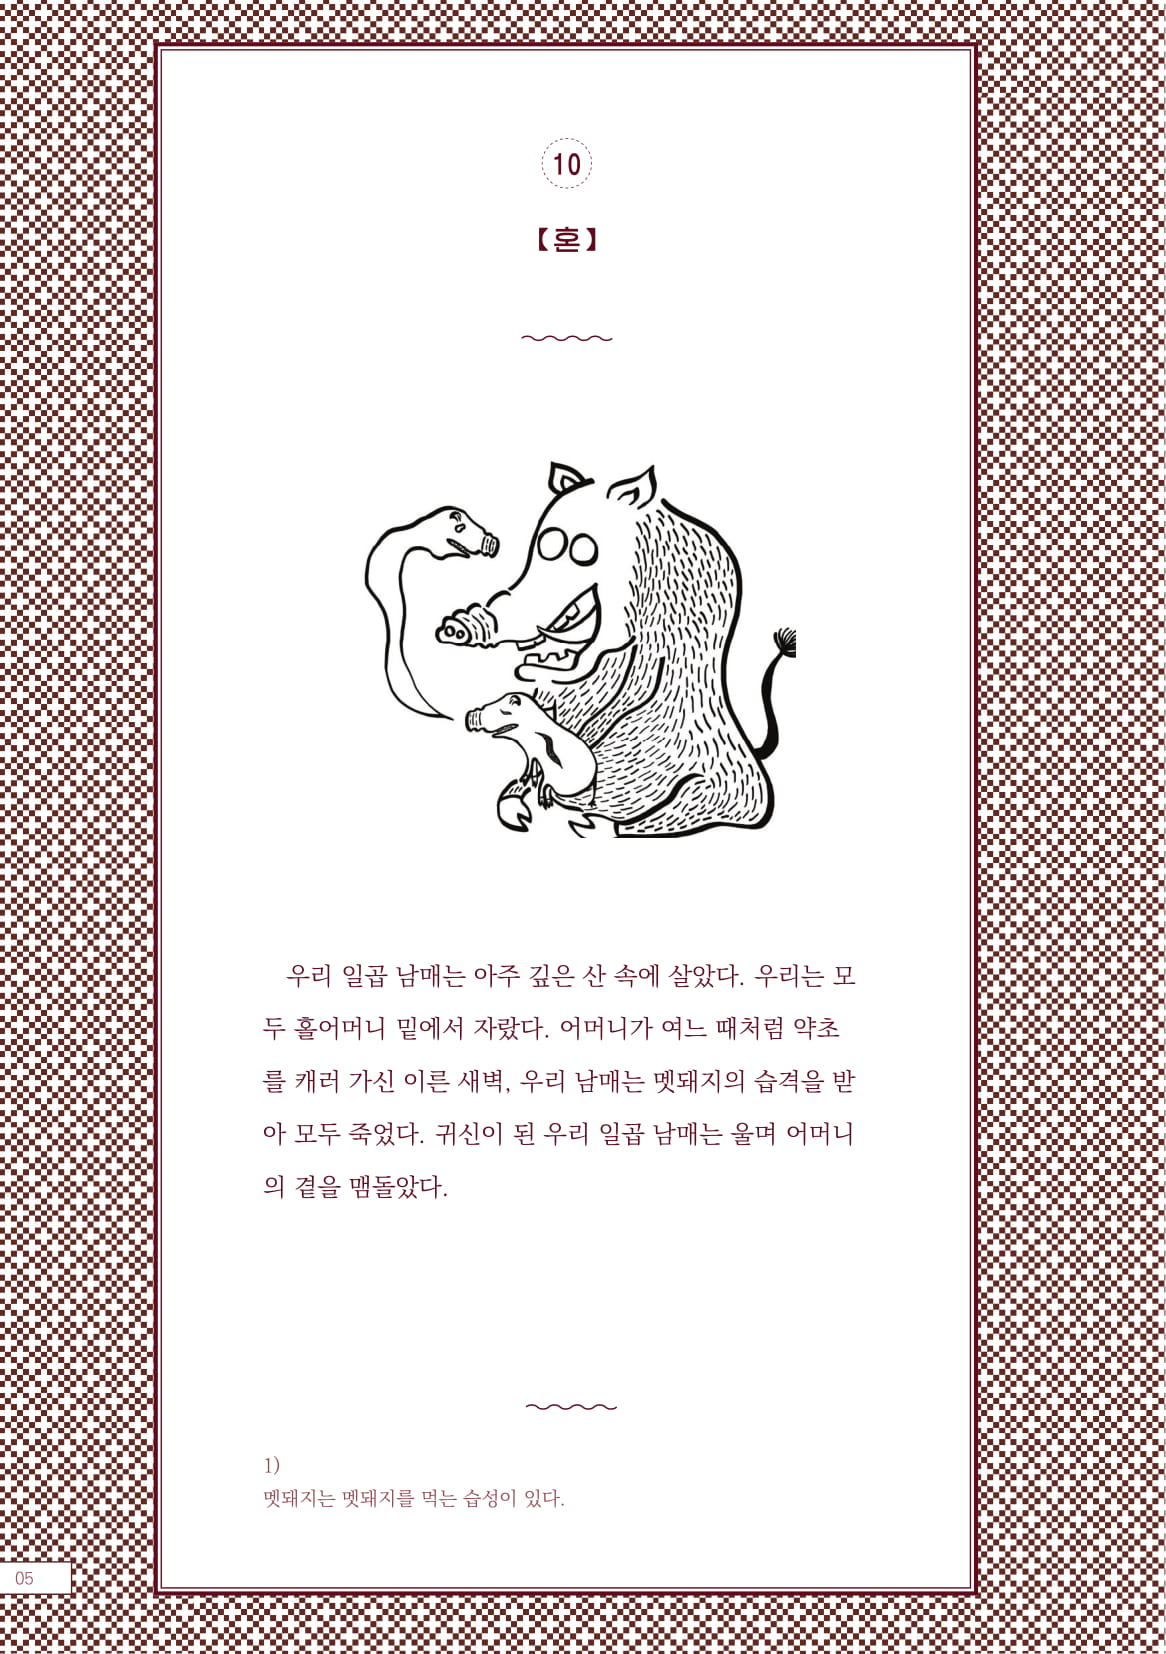 10
【혼】
우리 일곱 남매는 아주 깊은 산 속에 살았다. 우리는 모
두 홀어머니 밑에서 자랐다. 어머니가 여느 때처럼 약초
를 캐러 가신 이른 새벽, 우리 남매는 멧돼지의 습격을 받
아 모두 죽었다. 귀신이 된 우리 일곱 남매는 울며 어머니
의 곁을 맴돌았다.
1)
멧돼지는 멧돼지를 먹는 습성이 있다.
05